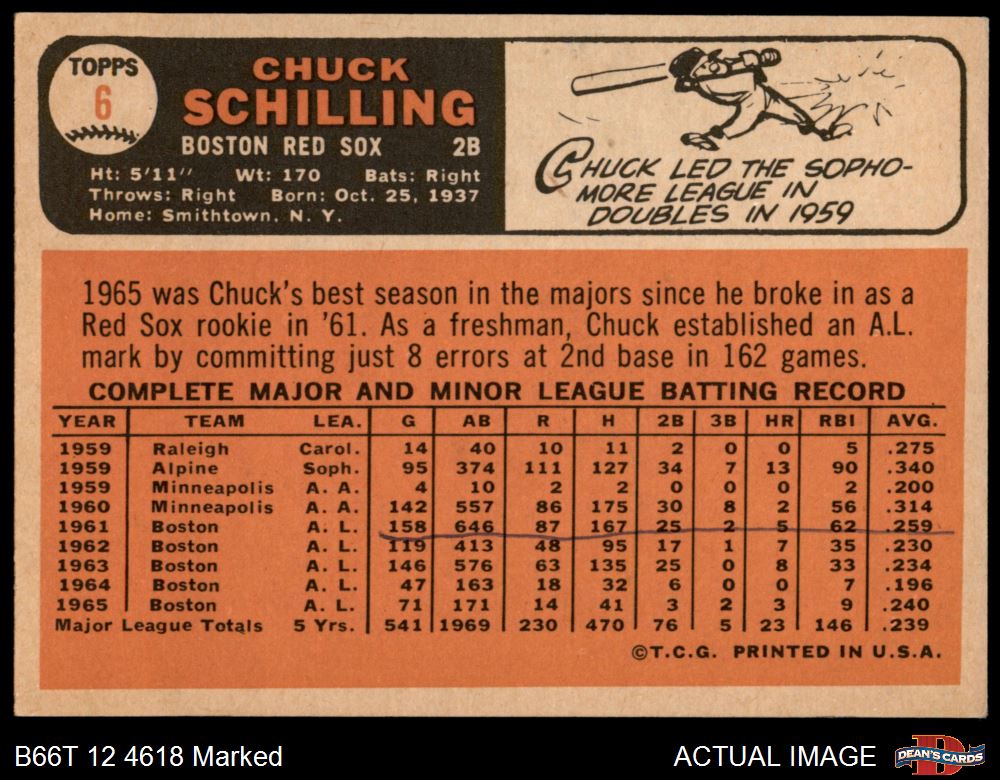 TOPPS
6
CHUCK
SCHILLING
BOSTON RED SOX 2B
Ht: 5'11" Wt: 170 Bats: Right
Throws: Right Born: Oct. 25, 1937
Home: Smithtown, N. Y.
CHUCK LED THE SOPHO-
MORE LEAGUE IN
DOUBLES IN 1959
1965 was Chuck's best season in the majors since he broke in as a
Red Sox rookie in '61. As a freshman, Chuck established an A.L.
mark by committing just 8 errors at 2nd base in 162 games.
COMPLETE MAJOR AND MINOR LEAGUE BATTING RECORD
YEAR TEAM LEA. G AB R H 2B 3B HR RBI AVG.
1959 Raleigh Carol. 14 40 10 11 2 0 0 5 .275
1959 Alpine Soph. 95 374 111 127 34 7 13 90 .340
1959 Minneapolis A. A. 4 10 2 2 0 0 0 2 .200
1960 Minneapolis A. A. 142 557 86 175 30 8 2 56 .314
1961 Boston A. L. 158 646 87 167 25 2 5 62 .259
1962 Boston A. L. 119 413 48 95 17 1 7 35 .230
1963 Boston A. L. 146 576 63 135 25 0 8 33 .234
1964 Boston A. L. 47 163 18 32 6 0 0 7 .196
1965 Boston A. L. 71 171 14 41 3 2 3 9 .240
Major League Totals 5 Yrs. 541 1969 230 470 76 5 23 146 .239
©T.C.G. PRINTED IN U.S.A.
B66T 12 4618 Marked
ACTUAL IMAGE
DEAN'S CARDS